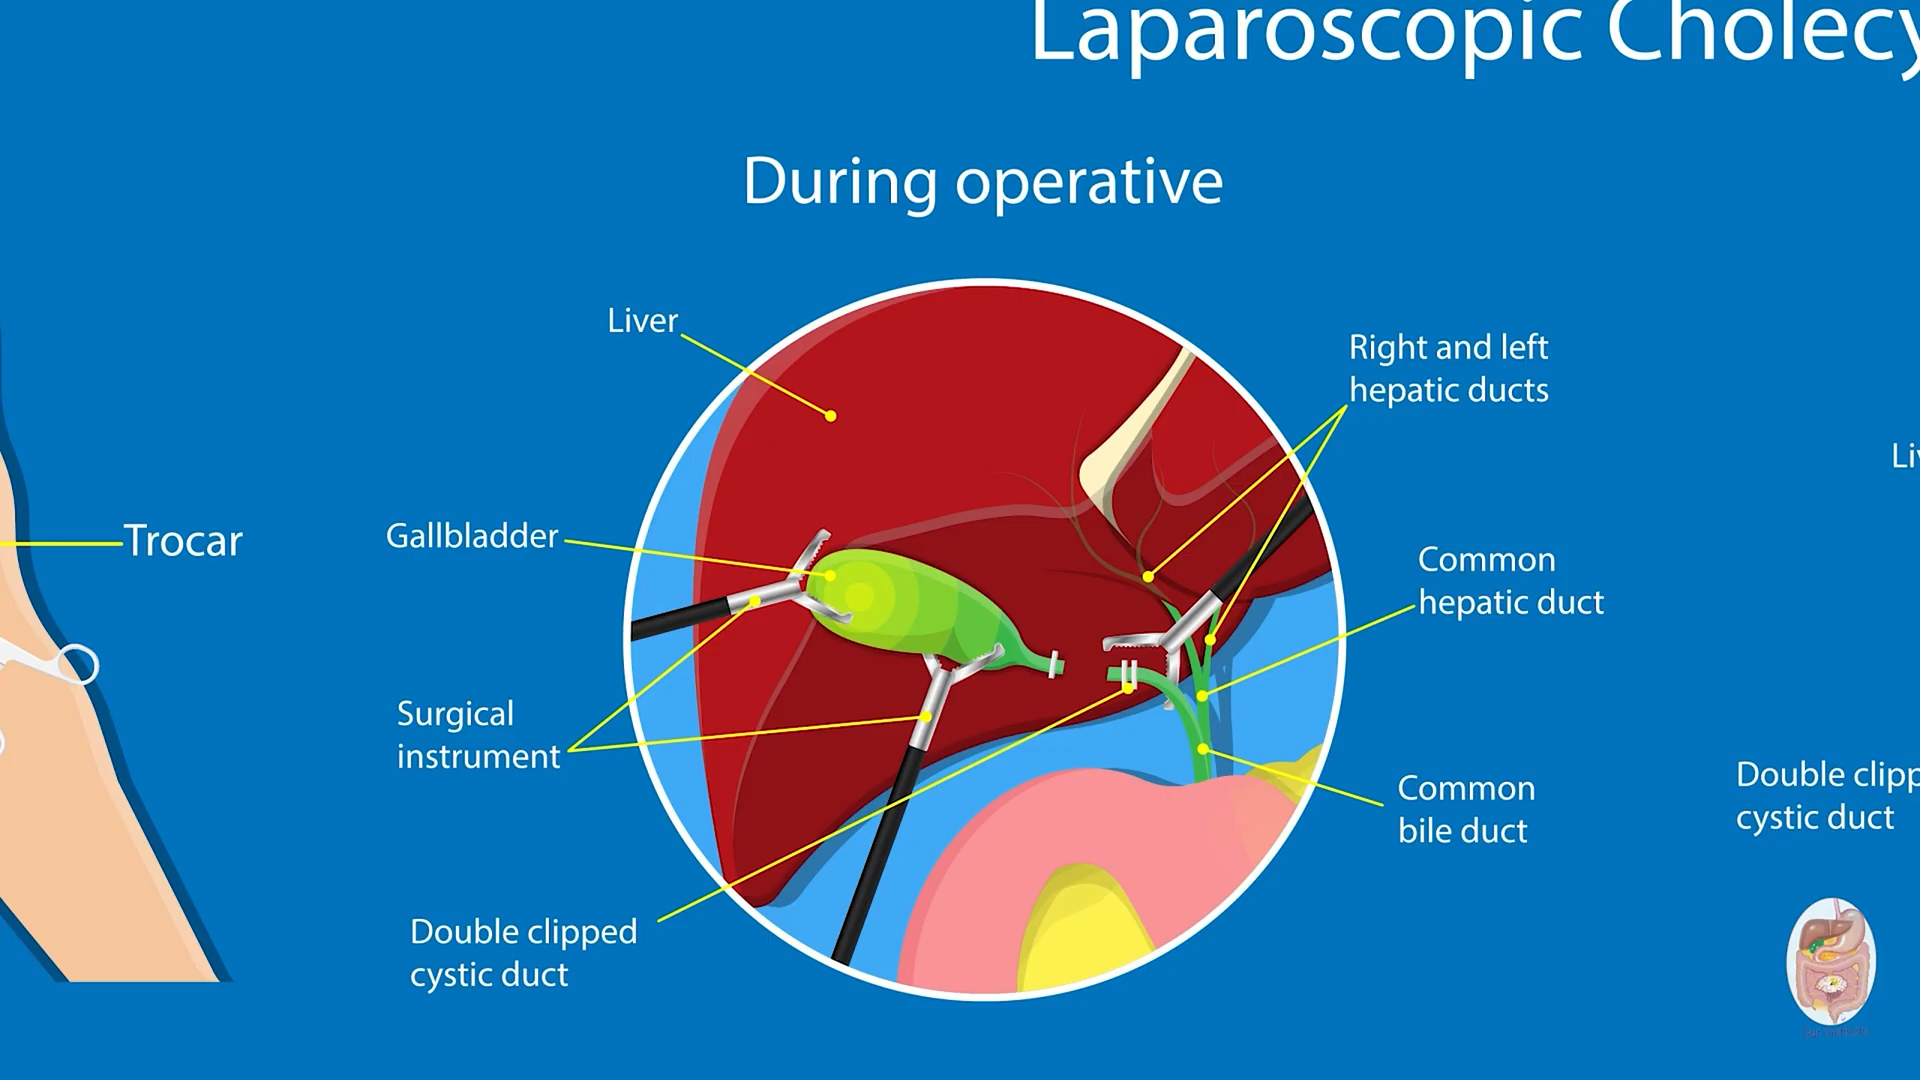 Laparoscopic Cholecy
During operative
Liver
Right and left
hepatic ducts
Liv
Gallbladder
Trocar
Common
hepatic duct
Surgical
instrument
Common
bile duct
Double clipp
cystic duct
Double clipped
cystic duct